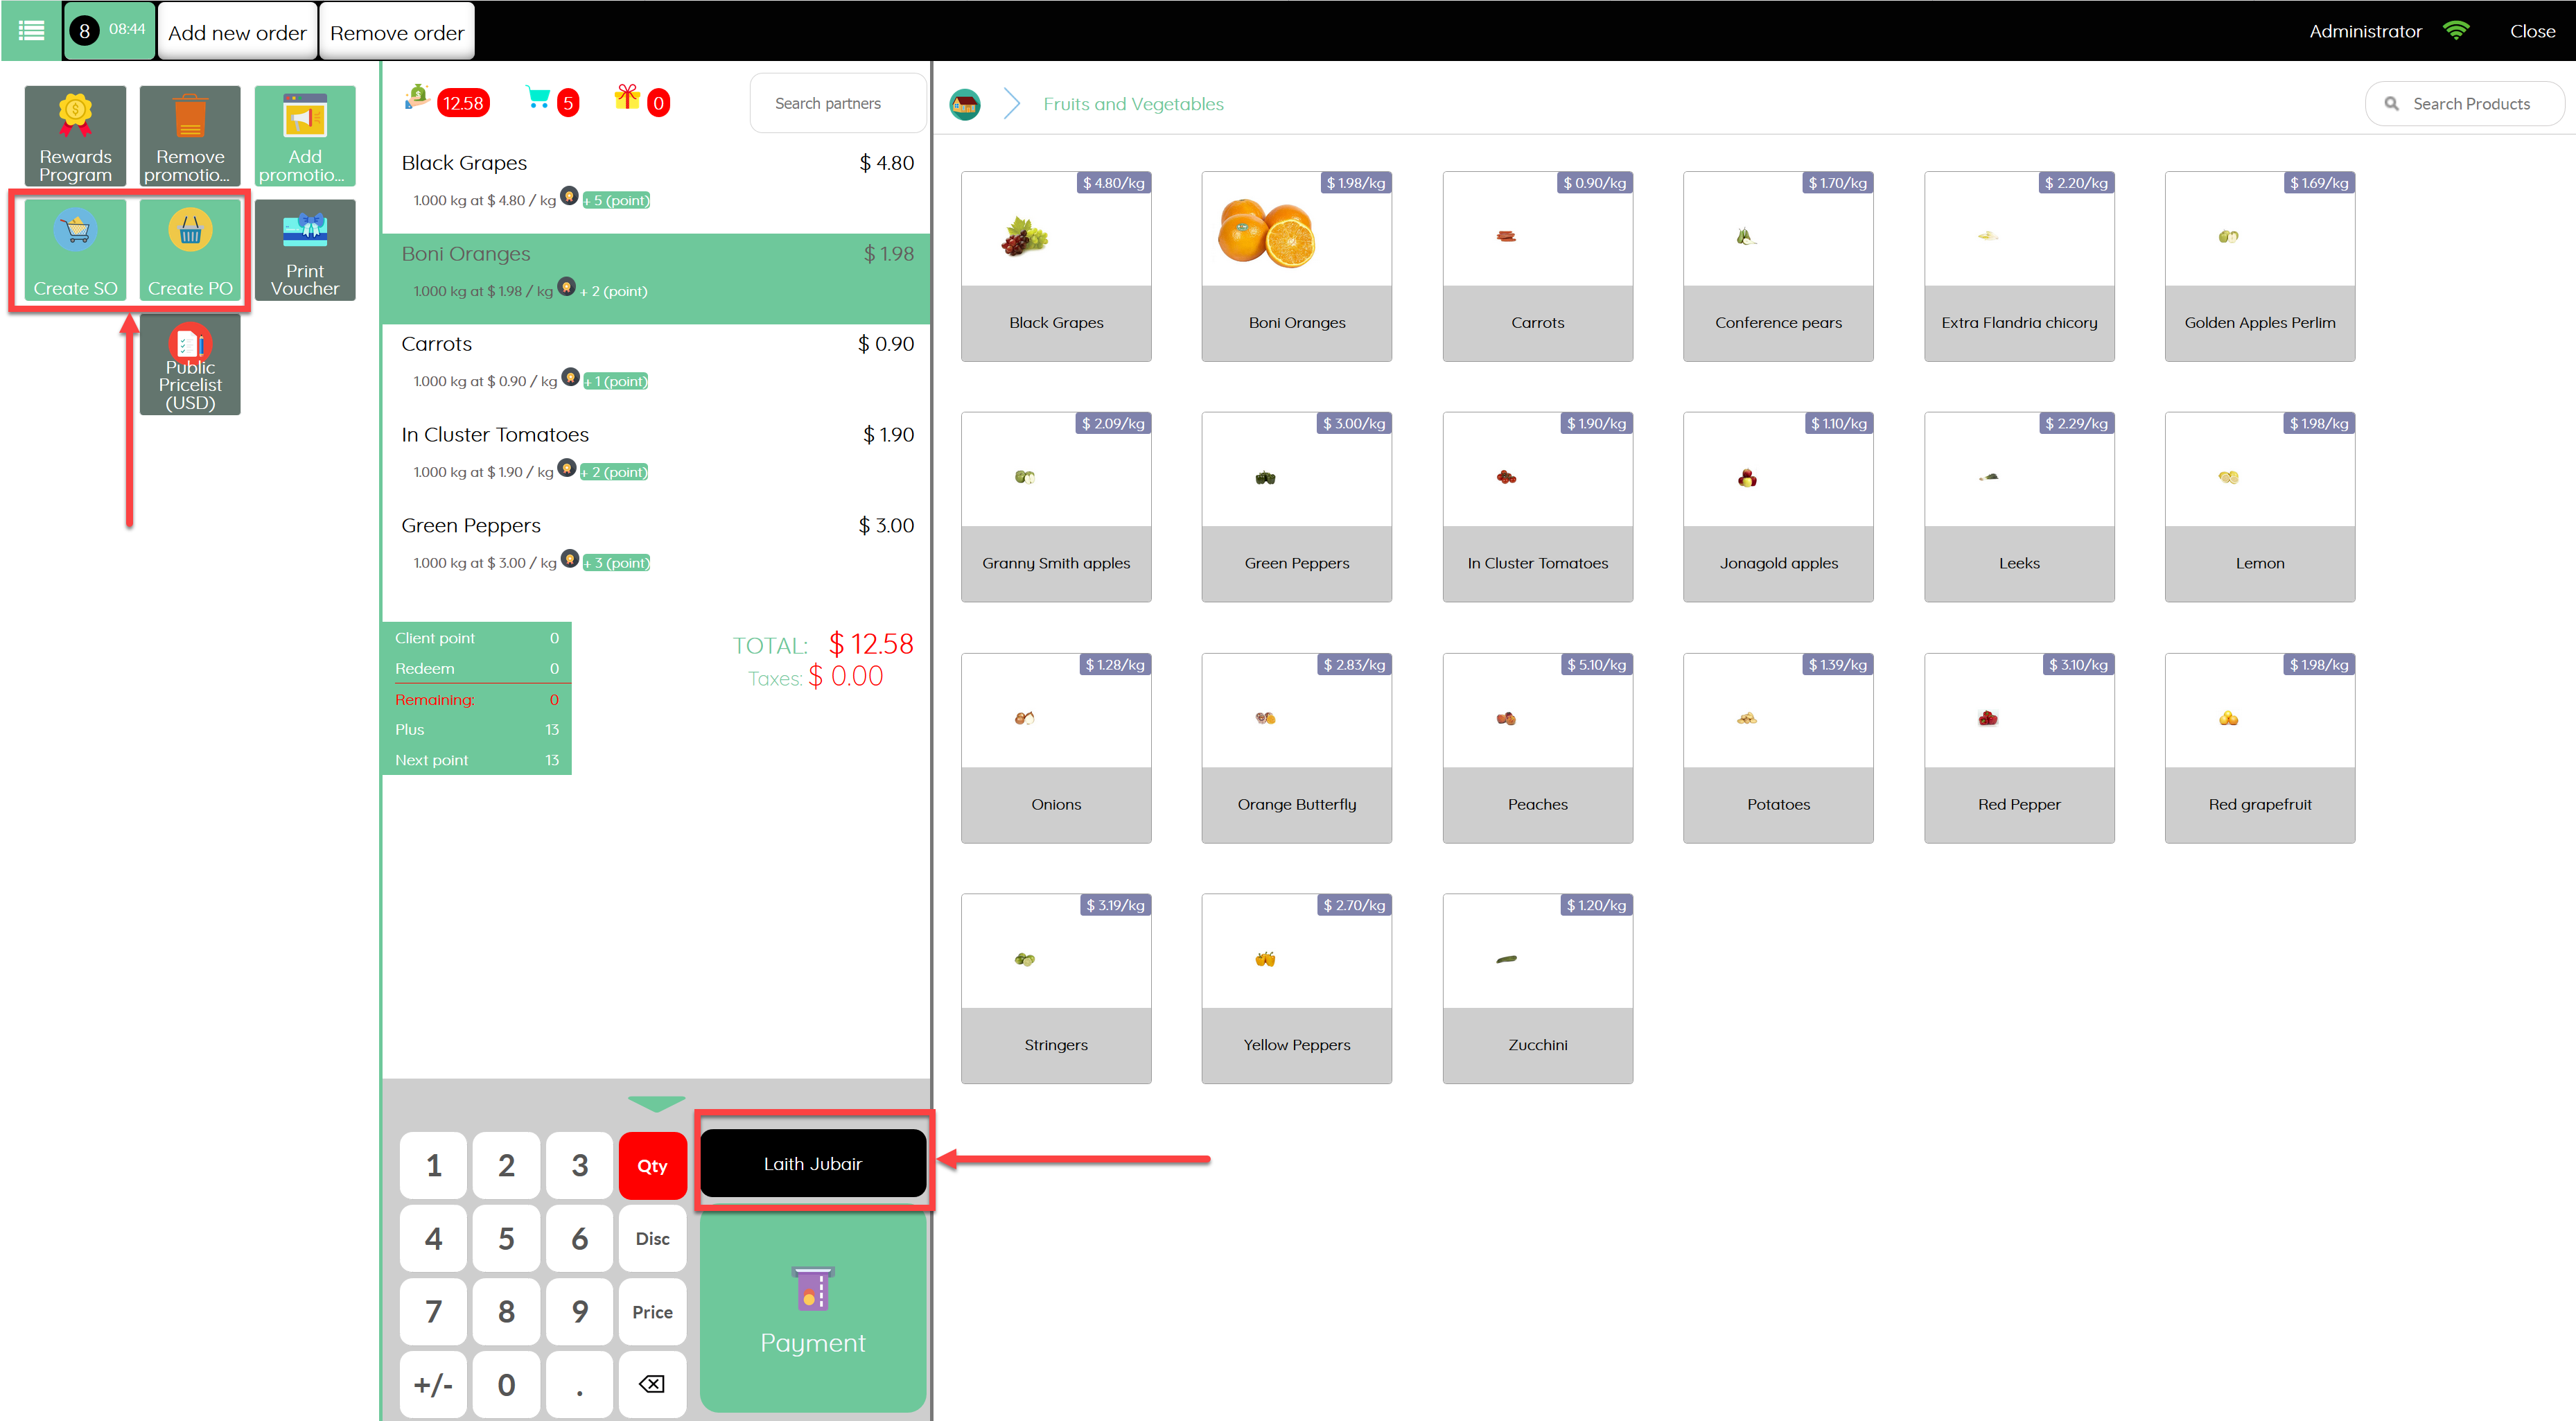 8 08:44 Add new order Remove order Administrator Close
Rewards
Program
Remove
promotio...
Add
promotio...
Create SO
Create PO
Print
Voucher
Public
Pricelist
(USD)
12.58 5 0 Search partners
Black Grapes $ 4.80
1.000 kg at $ 4.80 / kg + 5 (point)
Boni Oranges $ 1.98
1.000 kg at $ 1.98 / kg + 2 (point)
Carrots $ 0.90
1.000 kg at $ 0.90 / kg + 1 (point)
In Cluster Tomatoes $ 1.90
1.000 kg at $ 1.90 / kg + 2 (point)
Green Peppers $ 3.00
1.000 kg at $ 3.00 / kg + 3 (point)
Client point 0
Redeem 0
Remaining: 0
Plus 13
Next point 13
TOTAL: $ 12.58
Taxes: $ 0.00
1 2 3 Qty
4 5 6 Disc
7 8 9 Price
+/- 0 .
Laith Jubair
Payment
Fruits and Vegetables Search Products
$ 4.80/kg $ 1.98/kg $ 0.90/kg $ 1.70/kg $ 2.20/kg $ 1.69/kg
Black Grapes Boni Oranges Carrots Conference pears Extra Flandria chicory Golden Apples Perlim
$ 2.09/kg $ 3.00/kg $ 1.90/kg $ 1.10/kg $ 2.29/kg $ 1.98/kg
Granny Smith apples Green Peppers In Cluster Tomatoes Jonagold apples Leeks Lemon
$ 1.28/kg $ 2.83/kg $ 5.10/kg $ 1.39/kg $ 3.10/kg $ 1.98/kg
Onions Orange Butterfly Peaches Potatoes Red Pepper Red grapefruit
$ 3.19/kg $ 2.70/kg $ 1.20/kg
Stringers Yellow Peppers Zucchini